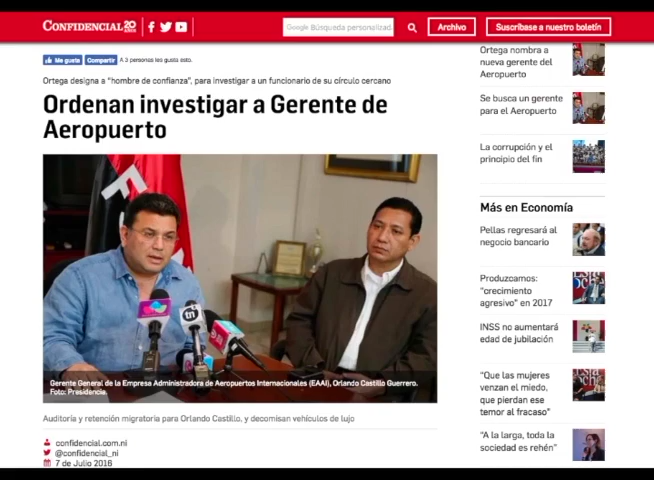 CONFIDENCIAL 20 AÑOS
Google Búsqueda personalizad
Archivo
Suscríbase a nuestro boletín
Me gusta Compartir A 3 personas les gusta esto.
Ortega designa a "hombre de confianza", para investigar a un funcionario de su círculo cercano
Ordenan investigar a Gerente de
Aeropuerto
tn
Gerente General de la Empresa Administradora de Aeropuertos Internacionales (EAAI), Orlando Castillo Guerrero.
Foto: Presidencia.
Auditoría y retención migratoria para Orlando Castillo, y decomisan vehículos de lujo
confidencial.com.ni
@confidencial_ni
7 de Julio 2016
Ortega nombra a
nueva gerente del
Aeropuerto
Se busca un gerente
para el Aeropuerto
La corrupción y el
principio del fin
Más en Economía
Pellas regresará al
negocio bancario
Produzcamos:
"crecimiento
agresivo" en 2017
INSS no aumentará
edad de jubilación
"Que las mujeres
venzan el miedo,
que pierdan ese
temor al fracaso"
"A la larga, toda la
sociedad es rehén"